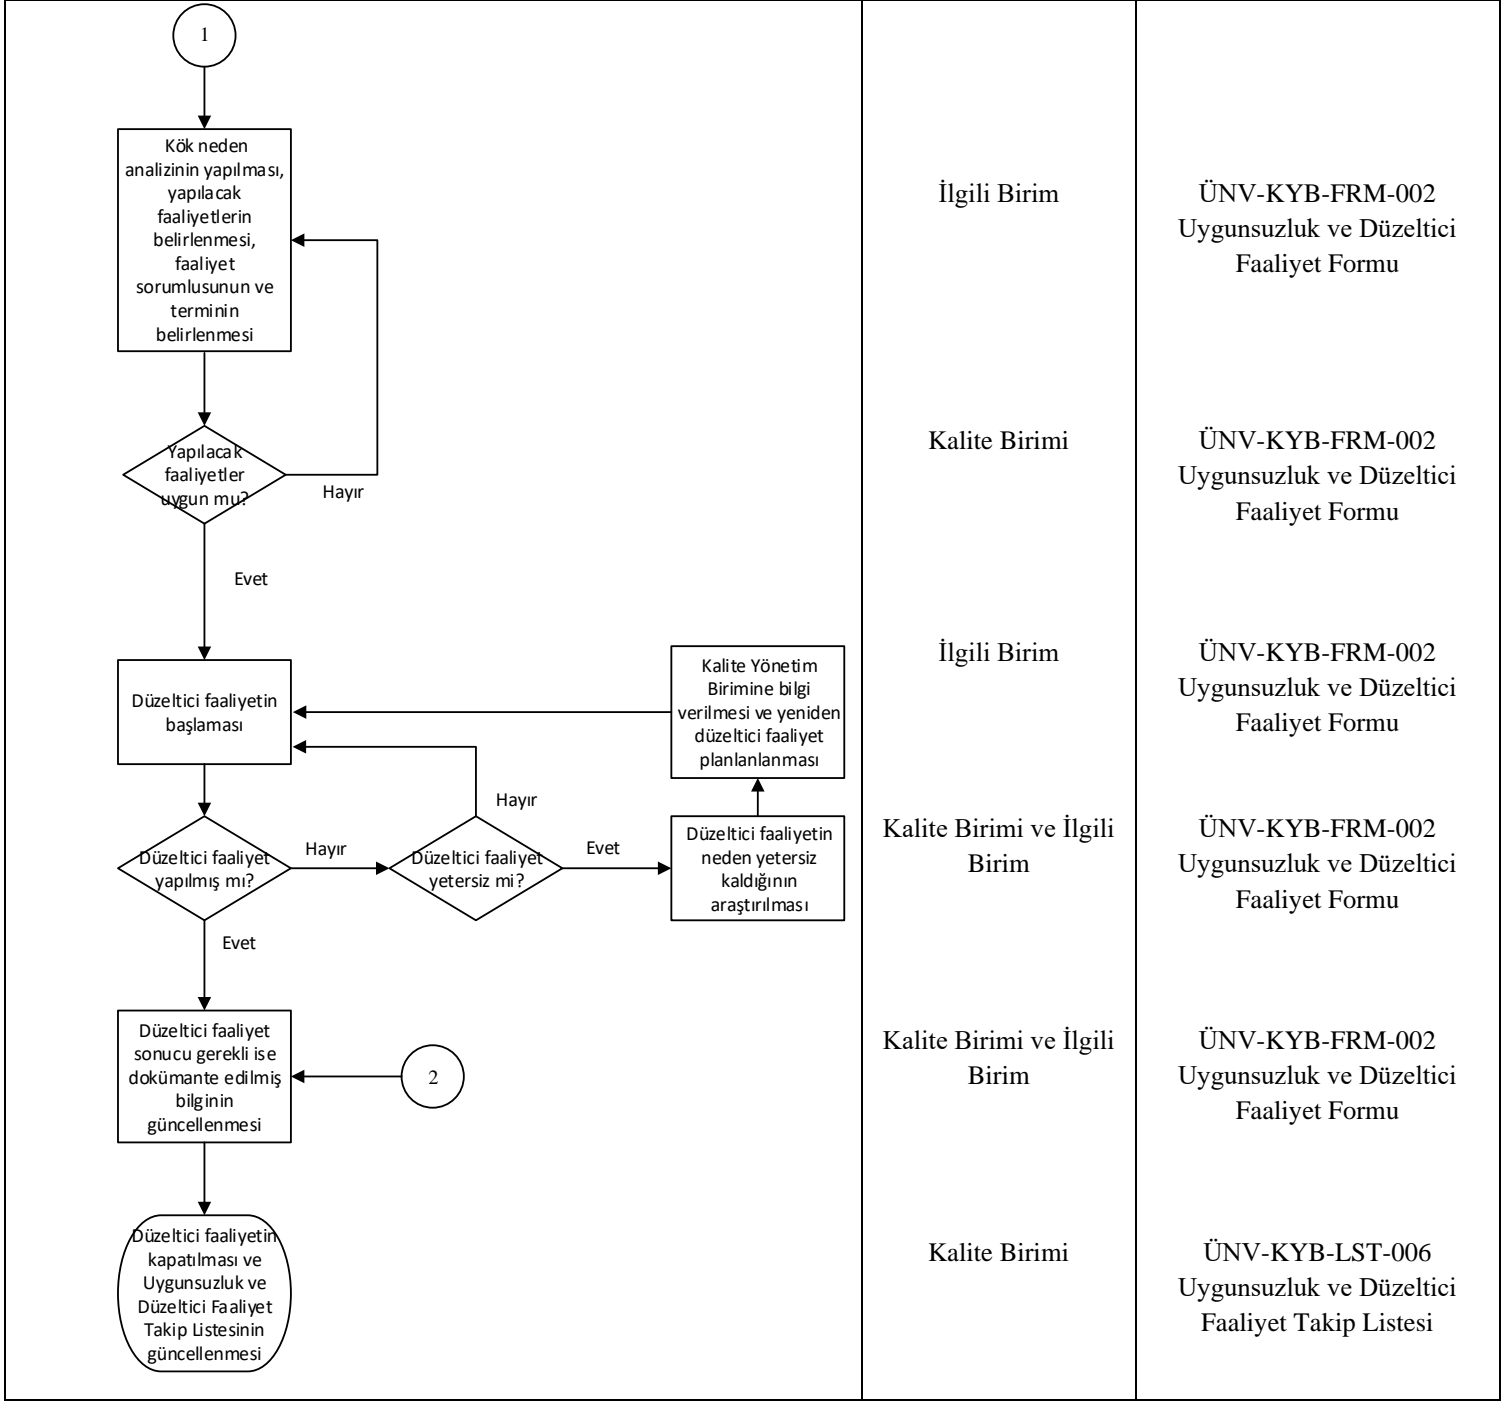 1
Kök neden
analizinin yapılması,
yapılacak
faaliyetlerin
belirlenmesi,
faaliyet
sorumlusunun ve
terminin
belirlenmesi
İlgili Birim
ÜNV-KYB-FRM-002
Uygunsuzluk ve Düzeltici
Faaliyet Formu
Yapılacak
faaliyetler
uygun mu?
Hayır
Kalite Birimi
ÜNV-KYB-FRM-002
Uygunsuzluk ve Düzeltici
Faaliyet Formu
Evet
Düzeltici faaliyetin
başlaması
Kalite Yönetim
Birimine bilgi
verilmesi ve yeniden
düzeltici faaliyet
planlanlanması
İlgili Birim
ÜNV-KYB-FRM-002
Uygunsuzluk ve Düzeltici
Faaliyet Formu
Hayır
Düzeltici faaliyet
yapılmış mı?
Hayır
Düzeltici faaliyet
yetersiz mi?
Evet
Düzeltici faaliyetin
neden yetersiz
kaldığının
araştırılması
Kalite Birimi ve İlgili
Birim
ÜNV-KYB-FRM-002
Uygunsuzluk ve Düzeltici
Faaliyet Formu
Evet
Düzeltici faaliyet
sonucu gerekli ise
dokümante edilmiş
bilginin
güncellenmesi
2
Kalite Birimi ve İlgili
Birim
ÜNV-KYB-FRM-002
Uygunsuzluk ve Düzeltici
Faaliyet Formu
Düzeltici faaliyetin
kapatılması ve
Uygunsuzluk ve
Düzeltici Faaliyet
Takip Listesinin
güncellenmesi
Kalite Birimi
ÜNV-KYB-LST-006
Uygunsuzluk ve Düzeltici
Faaliyet Takip Listesi